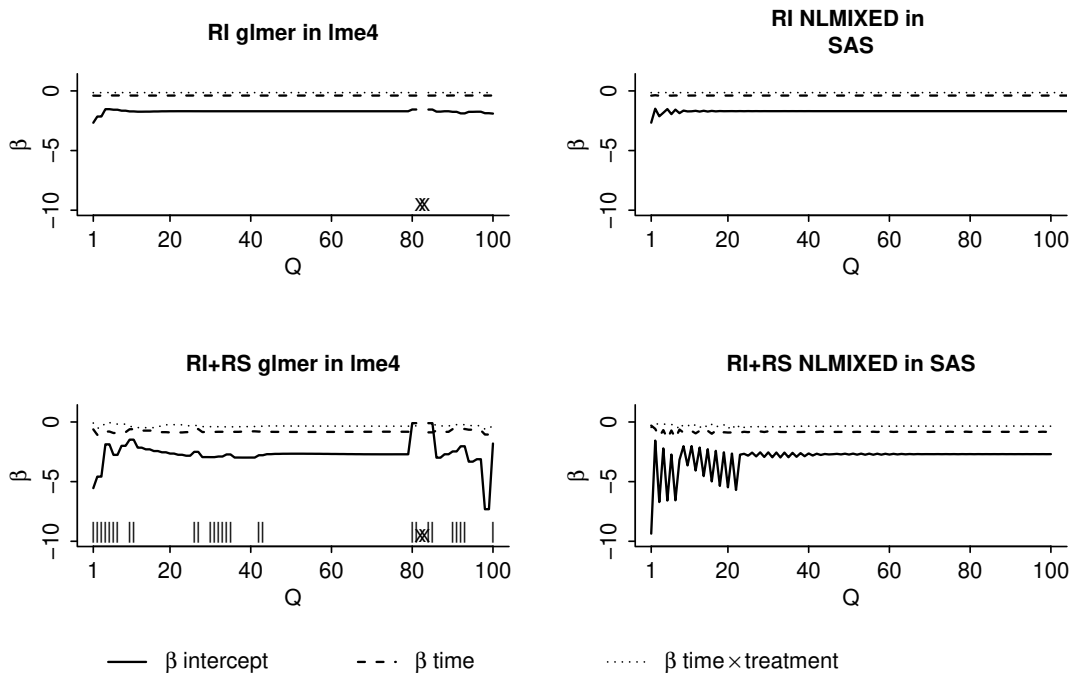 RI glmer in lme4
0
−5
−10
β
1 20 40 60 80 100
Q
RI NLMIXED in
SAS
0
−5
−10
β
1 20 40 60 80 100
Q
RI+RS glmer in lme4
0
−5
−10
β
1 20 40 60 80 100
Q
RI+RS NLMIXED in SAS
0
−5
−10
β
1 20 40 60 80 100
Q
β intercept β time β time×treatment